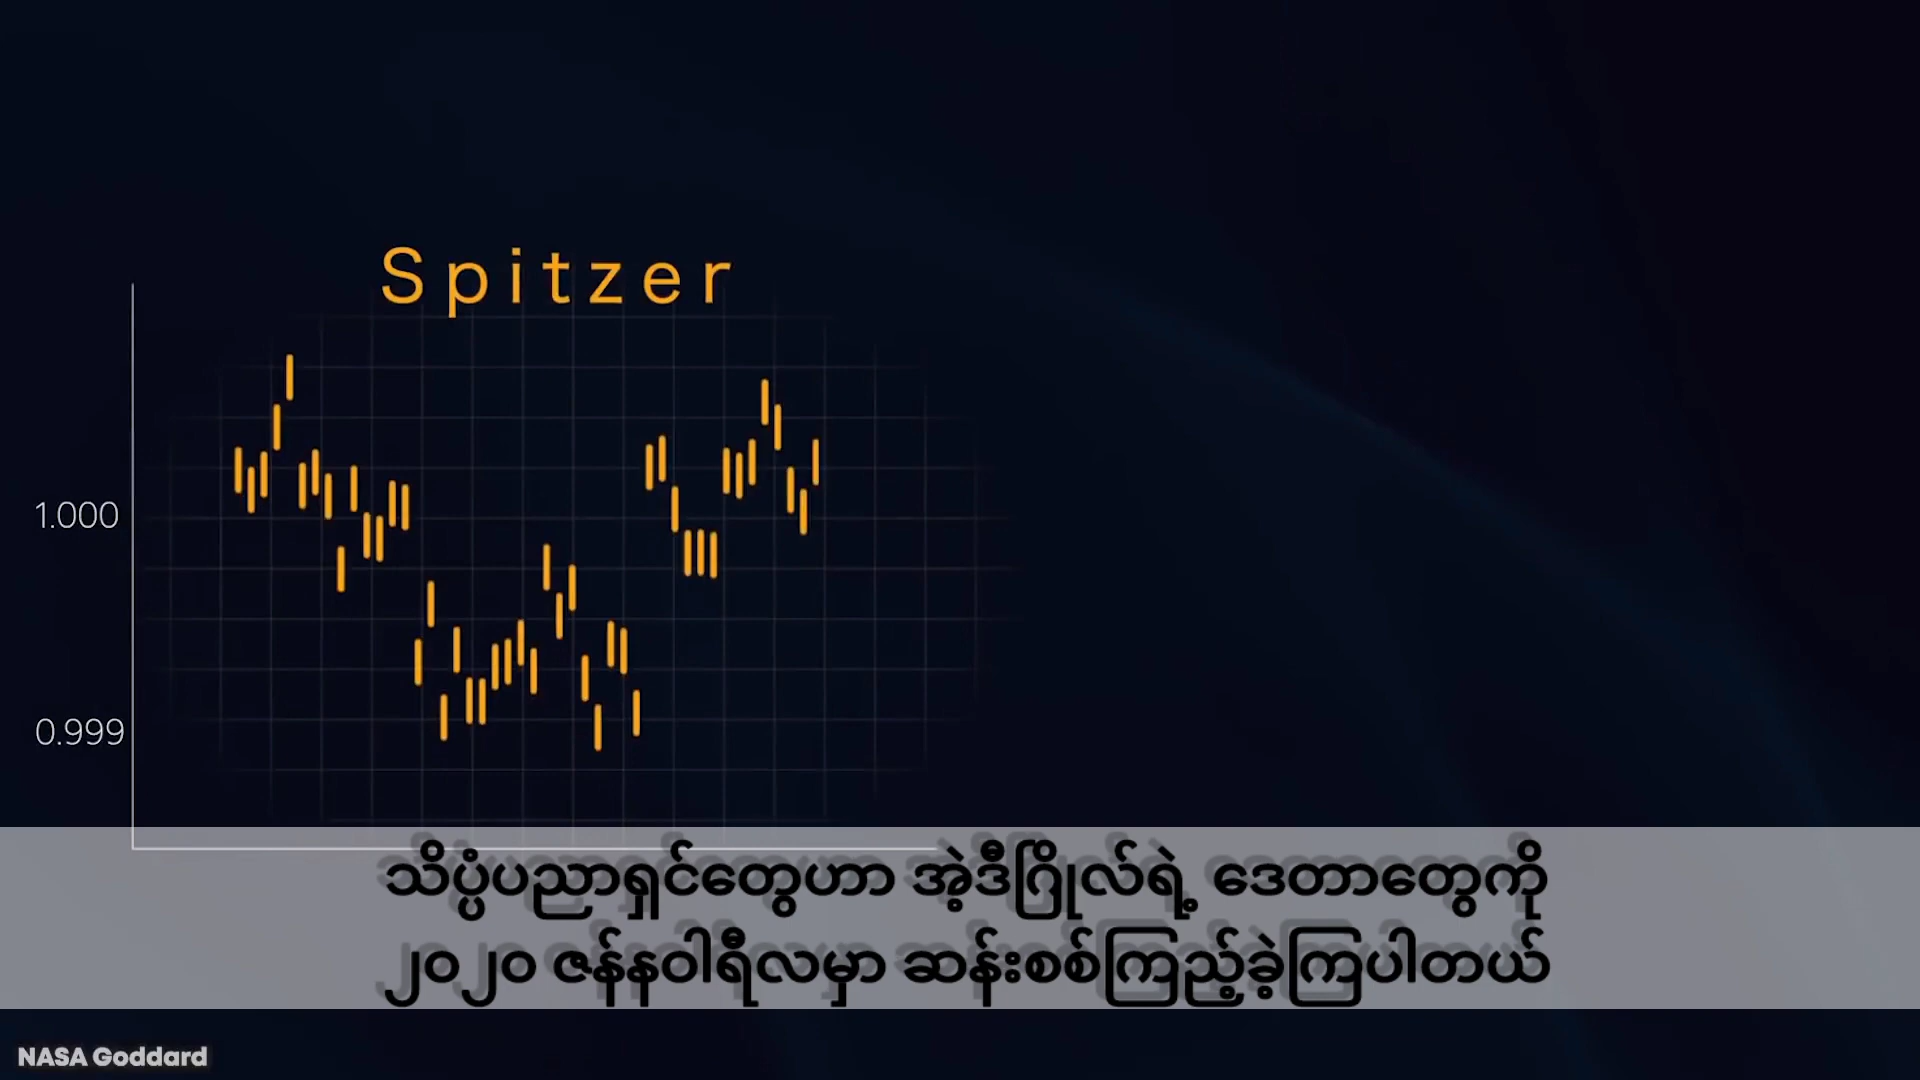 Spitzer
1.000
0.999
သိပ္ပံပညာရှင်တွေဟာ အဲ့ဒီဂြိုလ်ရဲ့ ဒေတာတွေကို
၂၀၂၀ ဇန်နဝါရီလမှာ ဆန်းစစ်ကြည့်ခဲ့ကြပါတယ်
NASA Goddard